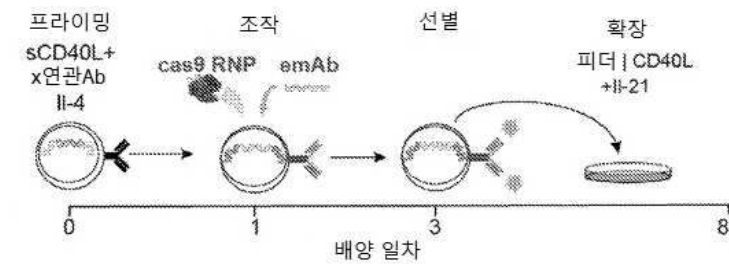 프라이밍
sCD40L+
x연관Ab
Il-4
조작
cas9 RNP
emAb
선별
확장
피더 | CD40L
+Il-21
0
1
3
8
배양 일차